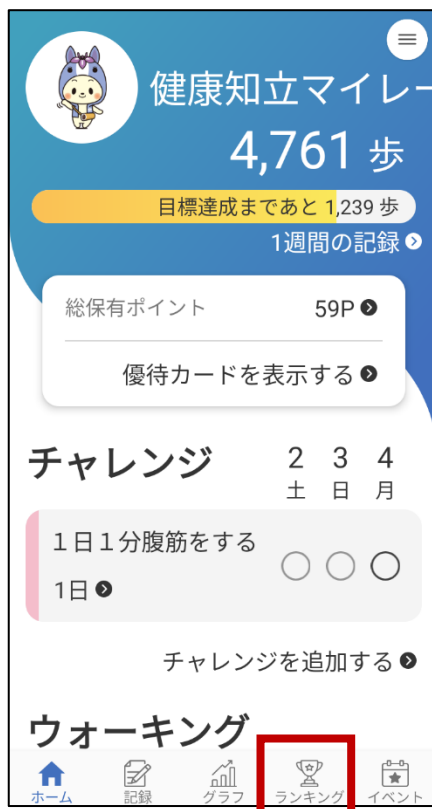 健康知立マイレー
4,761 歩
目標達成まであと 1,239 歩
1週間の記録
総保有ポイント 59P
優待カードを表示する
チャレンジ 2 3 4
土 日 月
１日１分腹筋をする
1日
チャレンジを追加する
ウォーキング
ホーム 記録 グラフ ランキング イベント